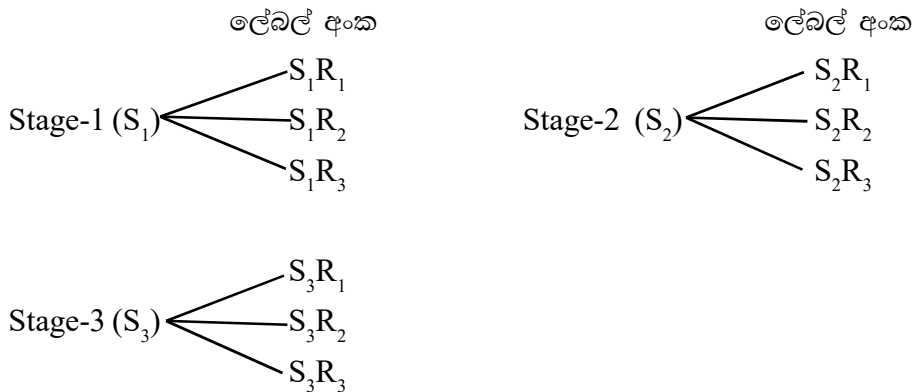 ලේබල් අංක
S₁R₁
Stage-1 (S₁)
S₁R₂
S₁R₃
ලේබල් අංක
S₂R₁
Stage-2 (S₂)
S₂R₂
S₂R₃
S₃R₁
Stage-3 (S₃)
S₃R₂
S₃R₃